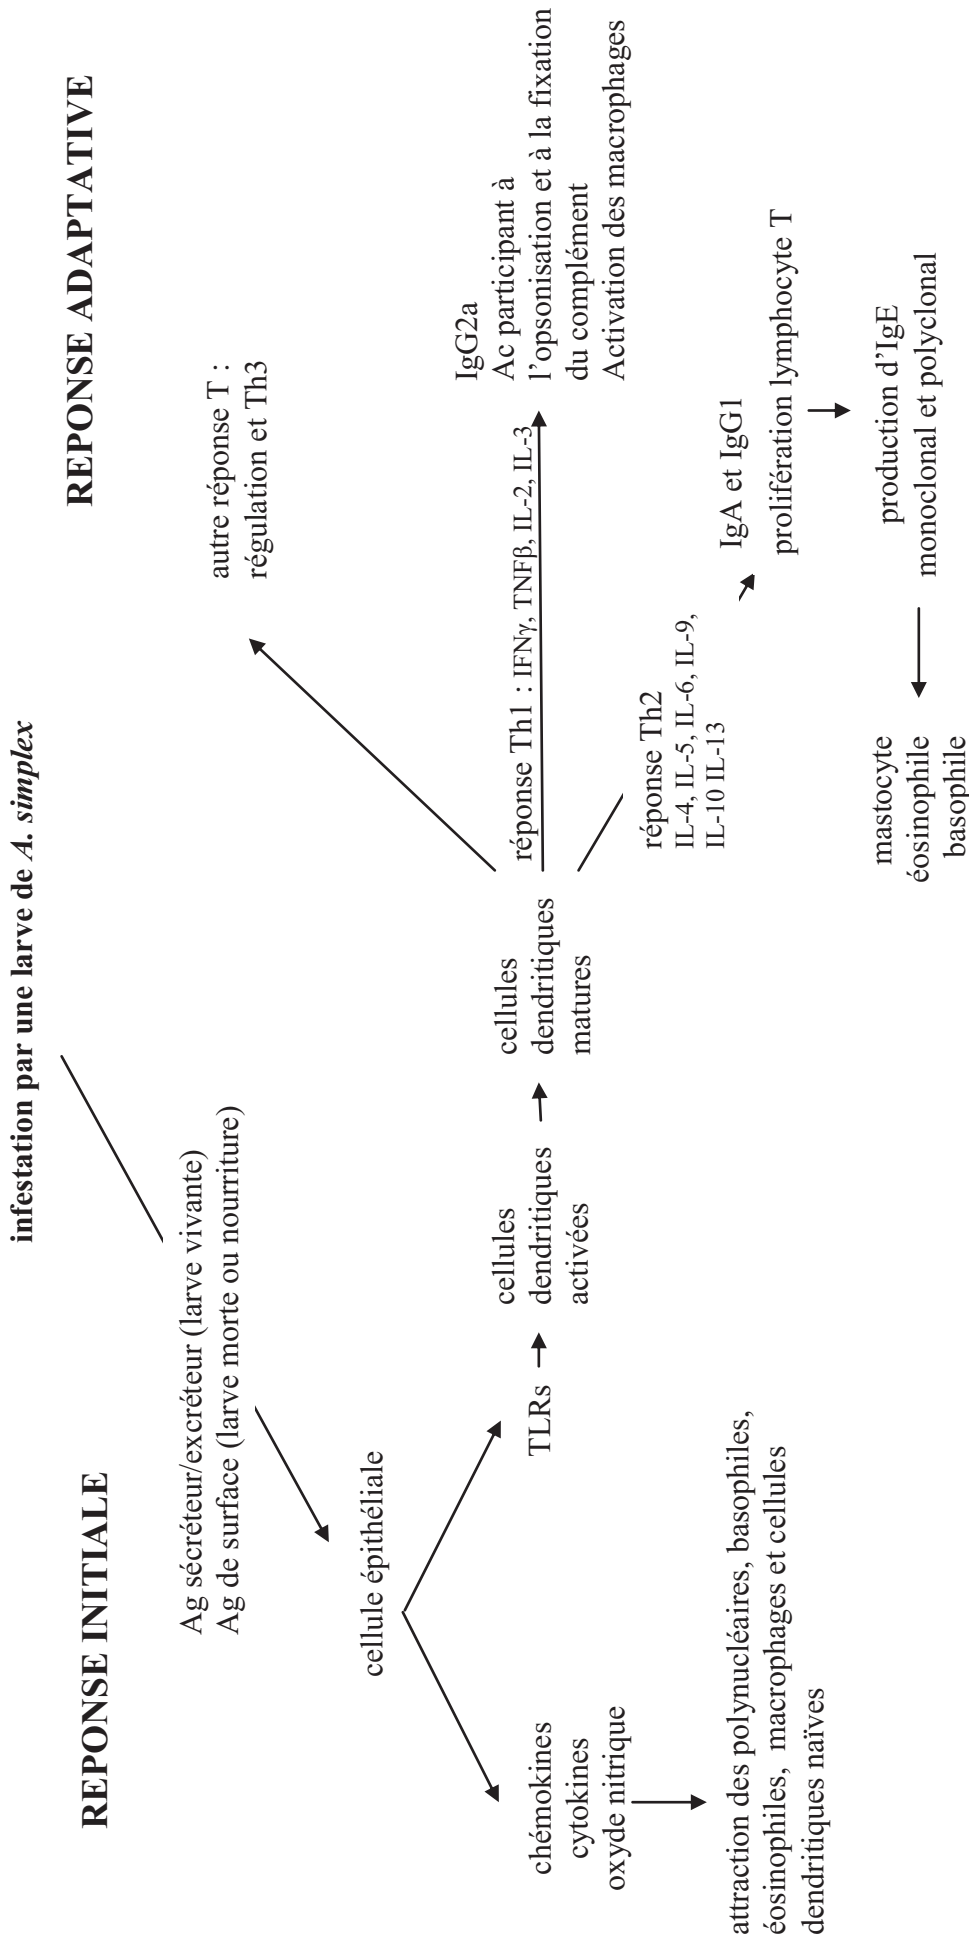 infestation par une larve de A. simplex
REPONSE INITIALE
REPONSE ADAPTATIVE
Ag sécréteur/excréteur (larve vivante)
Ag de surface (larve morte ou nourriture)
cellule épithéliale
chémokines
cytokines
oxyde nitrique
attraction des polynucléaires, basophiles,
éosinophiles, macrophages et cellules
dendritiques naïves
TLRs
cellules
dendritiques
activées
cellules
dendritiques
matures
autre réponse T :
régulation et Th3
réponse Th1 : IFNγ, TNFβ, IL-2, IL-3
IgG2a
Ac participant à
l'opsonisation et à la fixation
du complément
Activation des macrophages
réponse Th2
IL-4, IL-5, IL-6, IL-9,
IL-10 IL-13
IgA et IgG1
prolifération lymphocyte T
production d'IgE
monoclonal et polyclonal
mastocyte
éosinophile
basophile